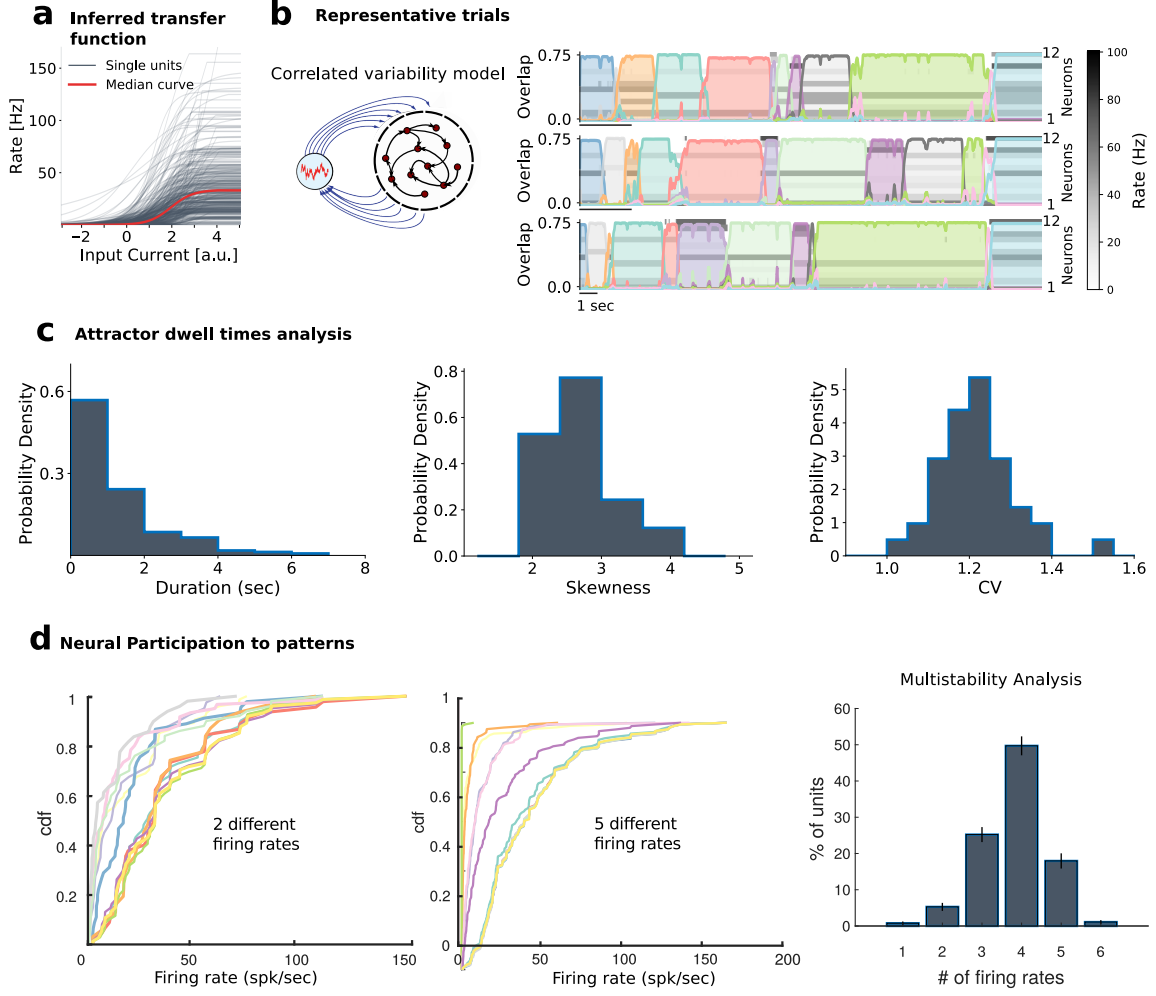 a Inferred transfer
function
Rate [Hz]
150
100
50
Single units
Median curve
−2 0 2 4
Input Current [a.u.]
b Representative trials
Correlated variability model
Overlap
0.75
0.0
12
1
Neurons
Overlap
0.75
0.0
12
1
Neurons
Overlap
0.75
0.0
12
1
Neurons
1 sec
100
80
60
40
20
0
Rate (Hz)
c Attractor dwell times analysis
Probability Density
0.6
0.3
0 2 4 6 8
Duration (sec)
Probability Density
0.8
0.6
0.4
0.2
0.0
2 3 4 5
Skewness
Probability Density
5
4
3
2
1
0
1.0 1.2 1.4 1.6
CV
d Neural Participation to patterns
cdf
1
0.8
0.6
0.4
0.2
0 50 100 150
Firing rate (spk/sec)
2 different
firing rates
cdf
1
0.8
0.6
0.4
0.2
0
0 50 100 150 200
Firing rate (spk/sec)
5 different
firing rates
Multistability Analysis
% of units
60
50
40
30
20
10
0
1 2 3 4 5 6
# of firing rates